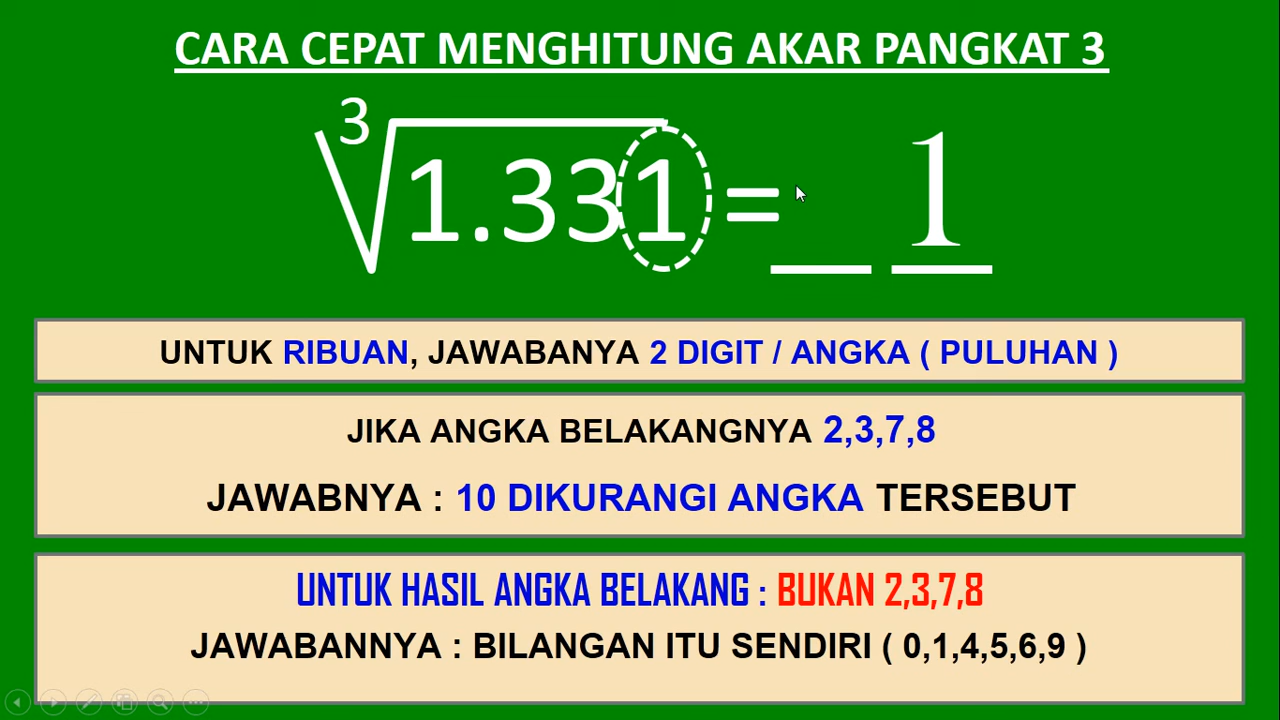 CARA CEPAT MENGHITUNG AKAR PANGKAT 3
3√1.331 = _ 1
UNTUK RIBUAN, JAWABANYA 2 DIGIT / ANGKA ( PULUHAN )
JIKA ANGKA BELAKANGNYA 2,3,7,8
JAWABNYA : 10 DIKURANGI ANGKA TERSEBUT
UNTUK HASIL ANGKA BELAKANG : BUKAN 2,3,7,8
JAWABANNYA : BILANGAN ITU SENDIRI ( 0,1,4,5,6,9 )